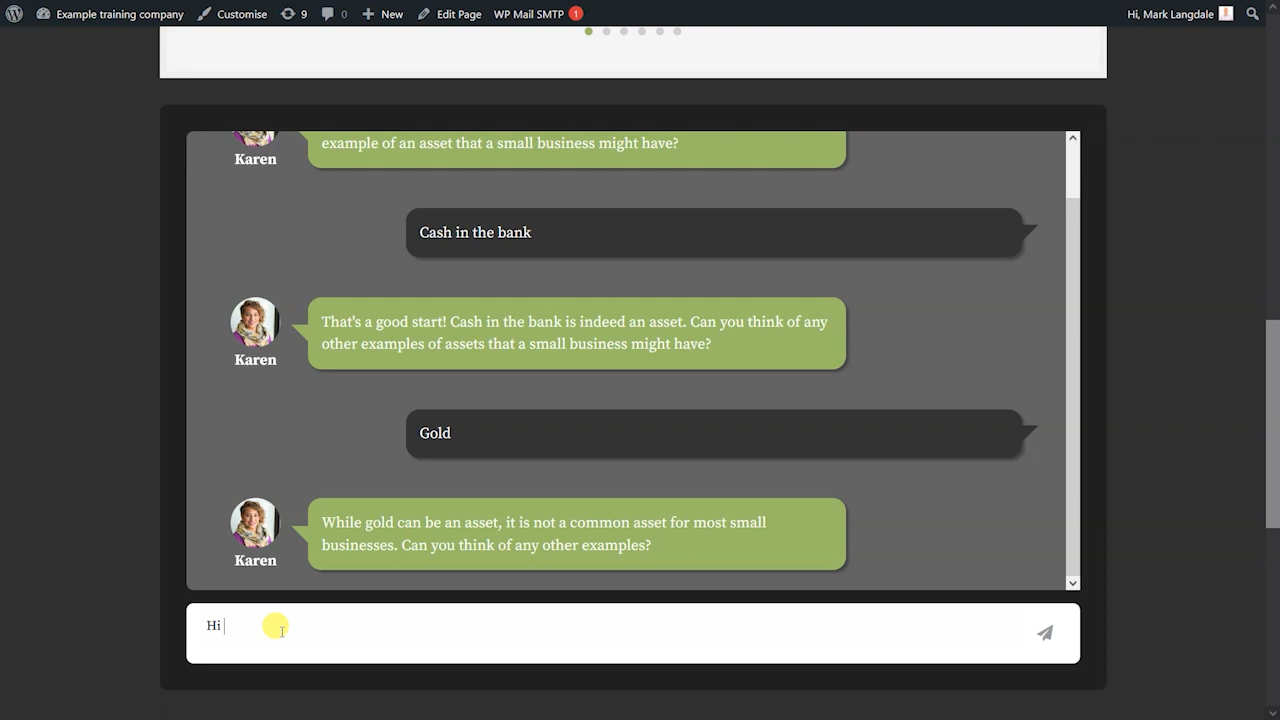 Example training company Customise 9 0 New Edit Page WP Mail SMTP 1 Hi, Mark Langdale
example of an asset that a small business might have?
Karen
Cash in the bank
That's a good start! Cash in the bank is indeed an asset. Can you think of any
other examples of assets that a small business might have?
Karen
Gold
While gold can be an asset, it is not a common asset for most small
businesses. Can you think of any other examples?
Karen
Hi